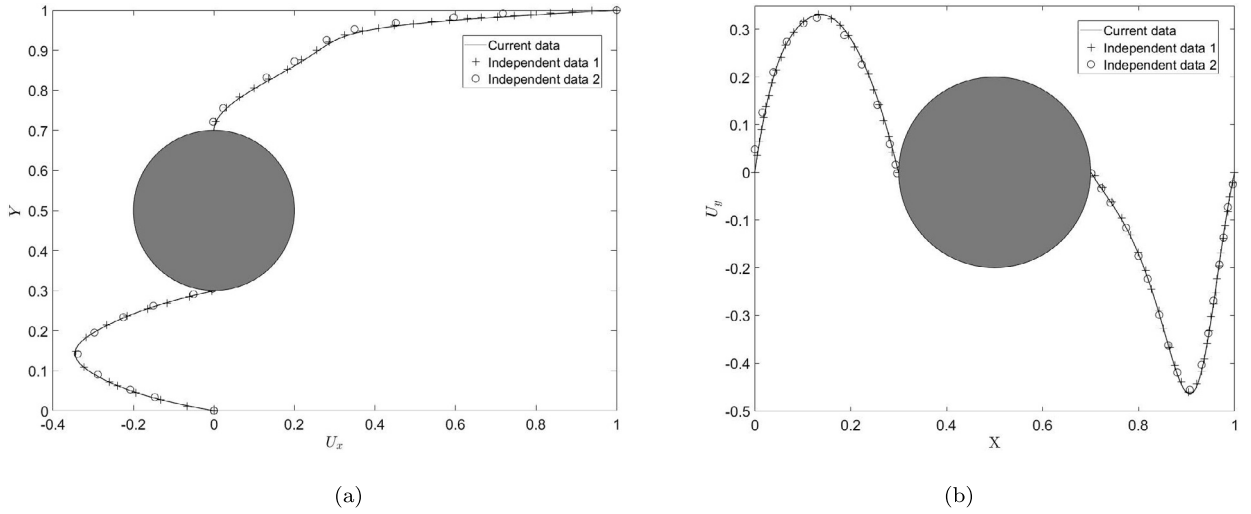 1
0.9
0.8
0.7
0.6
0.5
0.4
0.3
0.2
0.1
0
Y
-0.4 -0.2 0 0.2 0.4 0.6 0.8 1
U_x
Current data
Independent data 1
Independent data 2
(a)
0.3
0.2
0.1
0
-0.1
-0.2
-0.3
-0.4
-0.5
U_y
0 0.2 0.4 0.6 0.8 1
X
Current data
Independent data 1
Independent data 2
(b)